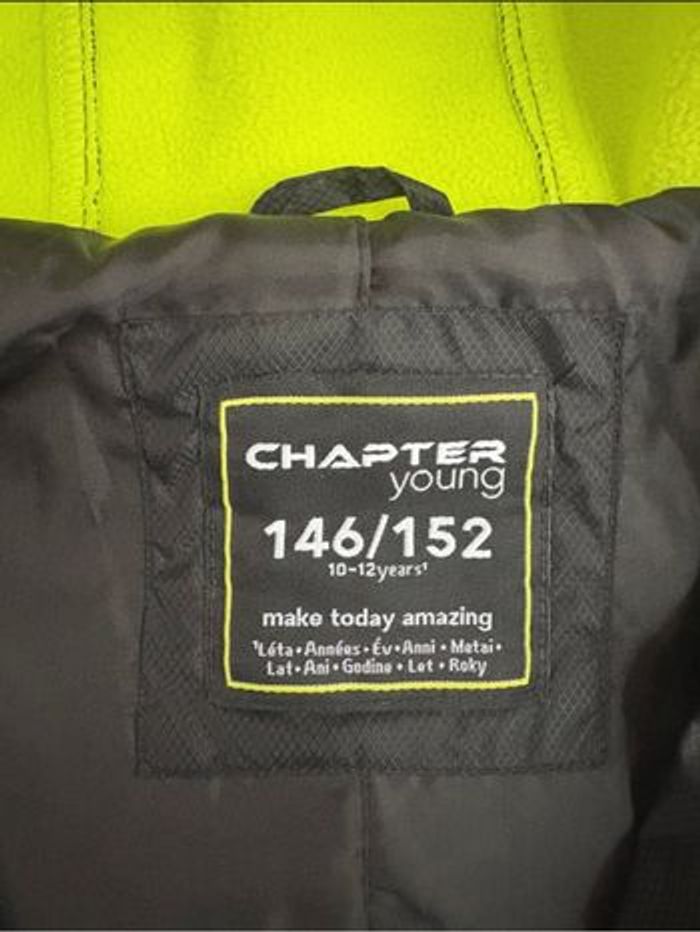 CHAPTER
young
146/152
10-12years¹
make today amazing
¹Léta • Années • Év • Anni • Metai •
Lat • Ani • Godine • Let • Roky